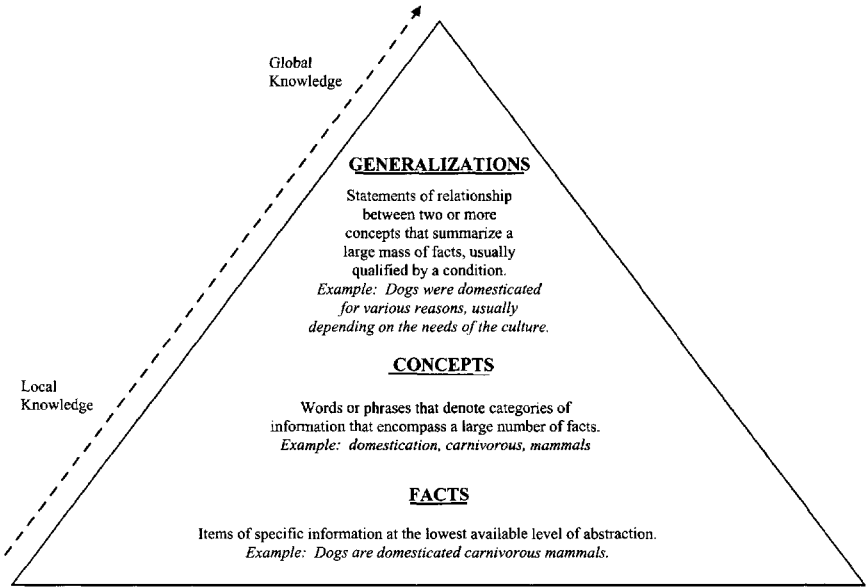 Global
Knowledge
GENERALIZATIONS
Statements of relationship
between two or more
concepts that summarize a
large mass of facts, usually
qualified by a condition.
Example: Dogs were domesticated
for various reasons, usually
depending on the needs of the culture.
CONCEPTS
Local
Knowledge
Words or phrases that denote categories of
information that encompass a large number of facts.
Example: domestication, carnivorous, mammals
FACTS
Items of specific information at the lowest available level of abstraction.
Example: Dogs are domesticated carnivorous mammals.